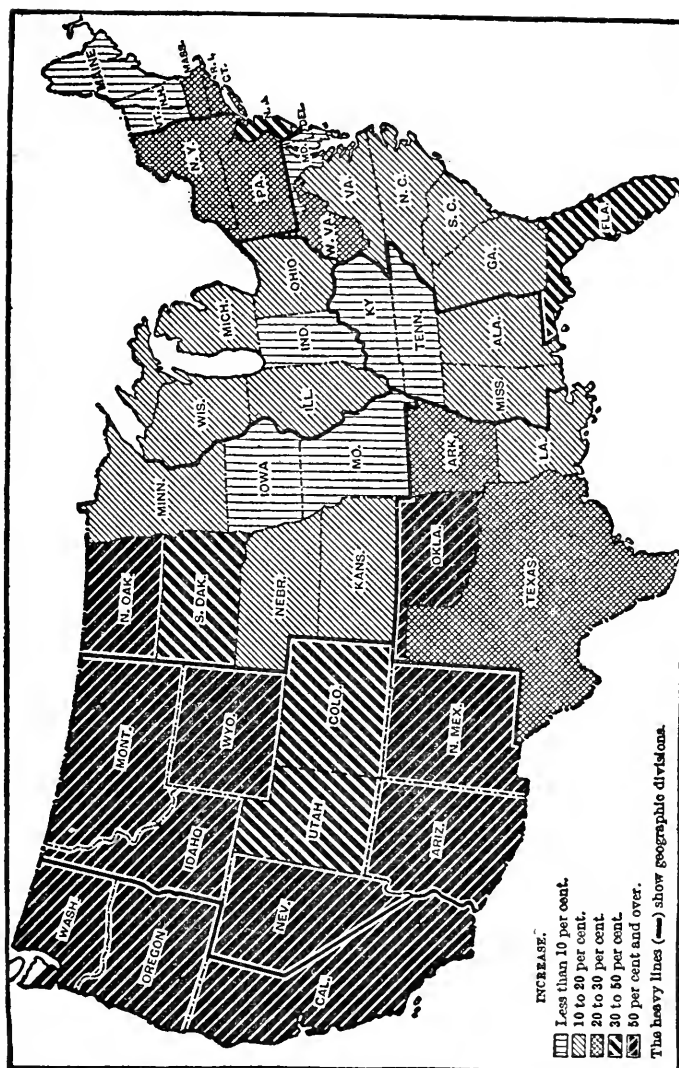 WASH.
OREGON
CAL.
NEV.
IDAHO
MONT.
WYO.
UTAH
COLO.
ARIZ.
N. MEX.
N. DAK.
S. DAK.
NEBR.
KANS.
OKLA.
TEXAS
MINN.
IOWA
MO.
ARK.
LA.
WIS.
ILL.
MICH.
IND.
OHIO
KY
TENN.
MISS.
ALA.
GA.
FLA.
S. C.
N. C.
VA.
W. VA.
MD.
DEL.
PA.
N. Y.
VT.
N.H.
MAINE
MASS.
R. I.
CT.
INCREASE.
Less than 10 per cent.
10 to 20 per cent.
20 to 30 per cent.
30 to 50 per cent.
50 per cent and over.
The heavy lines (▬) show geographic divisions.